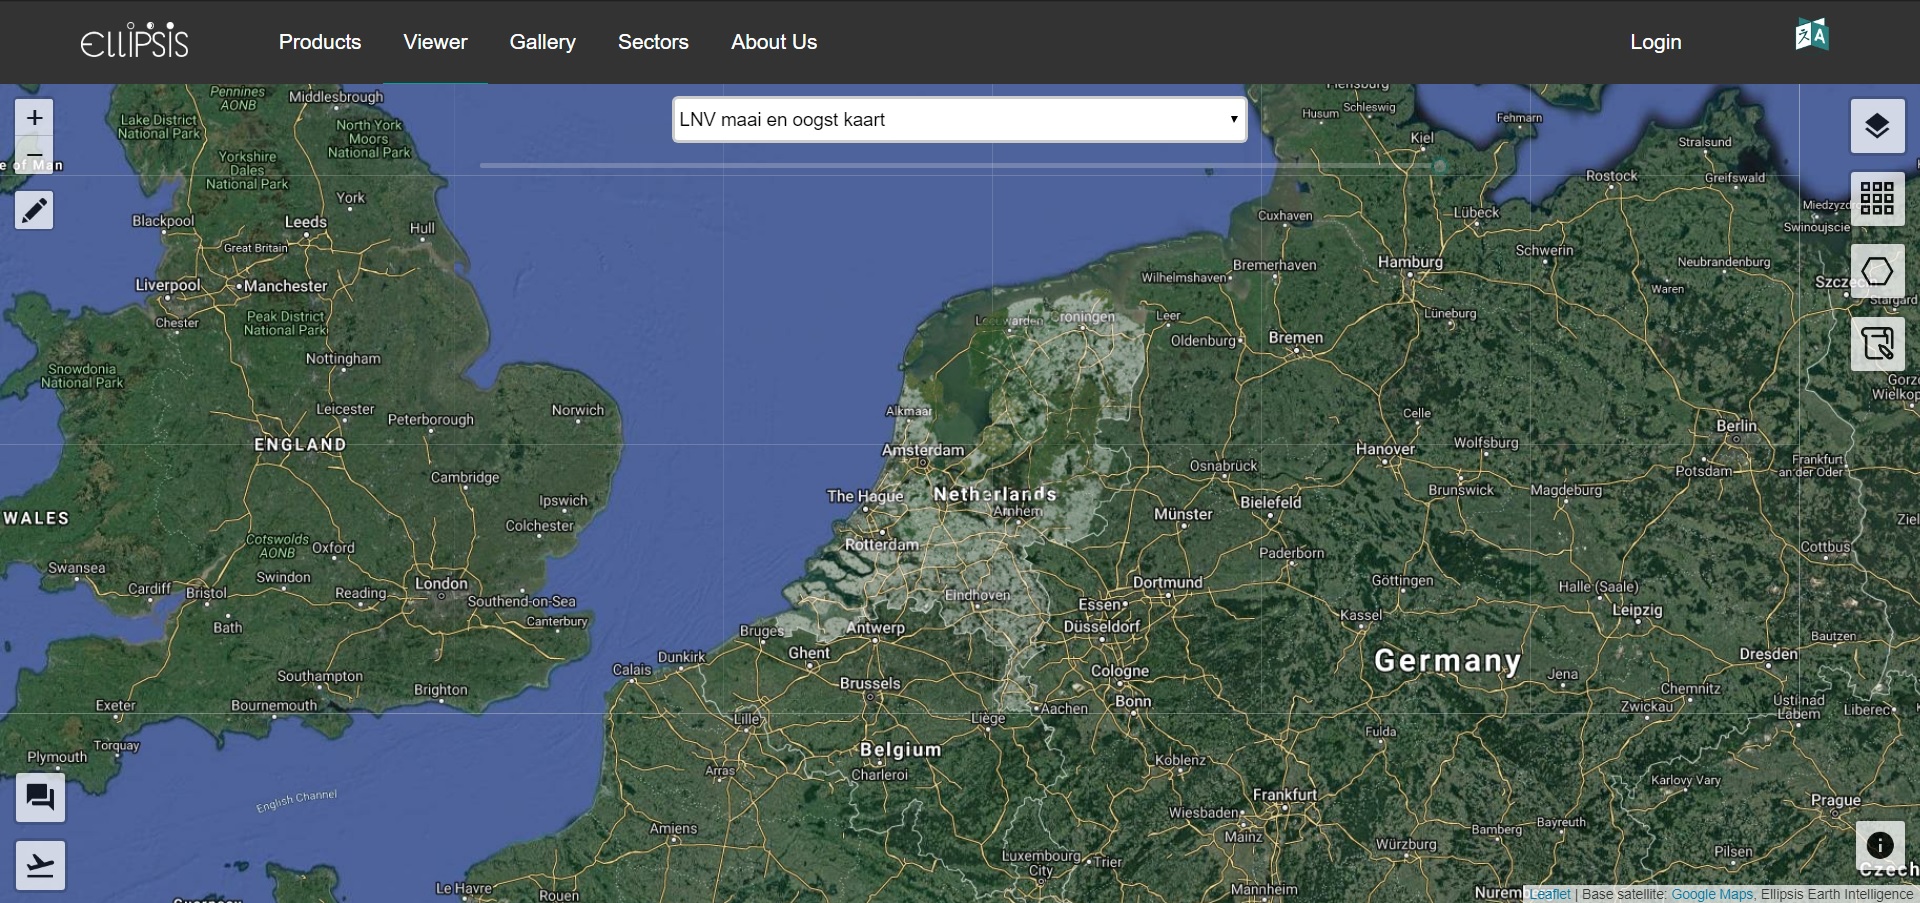 ELLIPSIS
Products
Viewer
Gallery
Sectors
About Us
Login
LNV maai en oogst kaart
Pennines
AONB
Middlesbrough
Lake District
National Park
North York
Moors
National Park
Yorkshire
Dales
National Park
e of Man
York
Blackpool
Leeds
Hull
Great Britain
Liverpool
Manchester
Chester
Peak District
National Park
Nottingham
Snowdonia
National Park
Leicester
Peterborough
Norwich
ENGLAND
Cambridge
Ipswich
WALES
Colchester
Cotswolds
AONB
Oxford
Swansea
Swindon
Cardiff
Bristol
Reading
London
Southend-on-Sea
Canterbury
Bath
Southampton
Brighton
Exeter
Bournemouth
Torquay
Plymouth
English Channel
Calais
Dunkirk
Bruges
Ghent
Antwerp
Brussels
Lille
Liège
Aachen
Belgium
Charleroi
Arras
Amiens
Le Havre
Rouen
Luxembourg
City
Trier
Leeuwarden
Groningen
Alkmaar
Amsterdam
The Hague
Netherlands
Arnhem
Rotterdam
Eindhoven
Flensburg
Husum
Schleswig
Kiel
Fehmarn
Stralsund
Rostock
Greifswald
Cuxhaven
Lübeck
Swinoujscie
Schwerin
Wilhelmshaven
Bremerhaven
Hamburg
Neubrandenburg
Waren
Stargard
Leer
Oldenburg
Bremen
Lüneburg
Celle
Berlin
Osnabrück
Hanover
Wolfsburg
Potsdam
Frankfurt
an der Oder
Brunswick
Magdeburg
Bielefeld
Münster
Paderborn
Cottbus
Dortmund
Göttingen
Halle (Saale)
Essen
Leipzig
Düsseldorf
Kassel
Bautzen
Germany
Dresden
Cologne
Jena
Bonn
Chemnitz
Zwickau
Ústí nad
Labem
Liberec
Fulda
Koblenz
Karlovy Vary
Frankfurt
Prague
Wiesbaden
Mainz
Bamberg
Bayreuth
Würzburg
Pilsen
Mannheim
Czech
Leaflet | Base satellite: Google Maps, Ellipsis Earth Intelligence